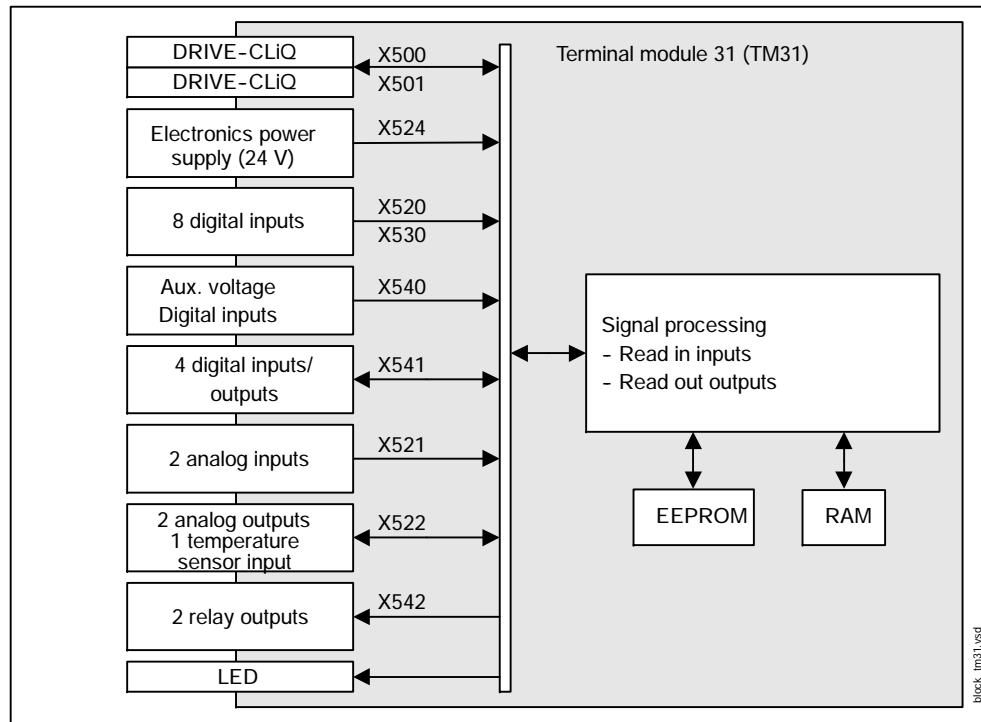 DRIVE-CLiQ
X500
Terminal module 31 (TM31)
DRIVE-CLiQ
X501
Electronics power
supply (24 V)
X524
8 digital inputs
X520
X530
Aux. voltage
Digital inputs
X540
4 digital inputs/
outputs
X541
2 analog inputs
X521
2 analog outputs
1 temperature
sensor input
X522
2 relay outputs
X542
LED
Signal processing
- Read in inputs
- Read out outputs
EEPROM
RAM
block_tm31.vsd